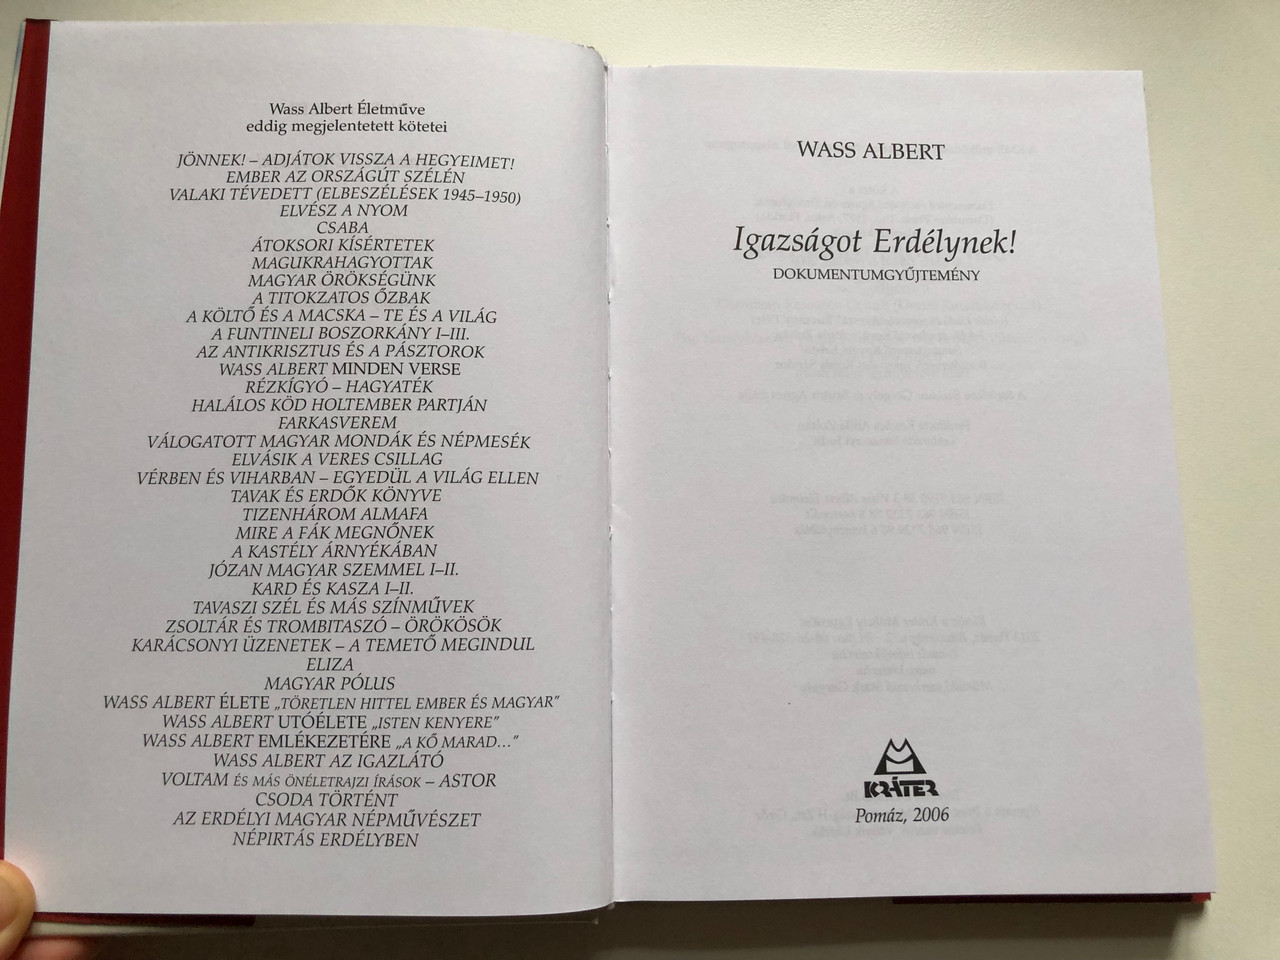 Wass Albert Életműve
eddig megjelentetett kötetei
JÖNNEK! – ADJÁTOK VISSZA A HEGYEIMET!
EMBER AZ ORSZÁGÚT SZÉLÉN
VALAKI TÉVEDETT (ELBESZÉLÉSEK 1945–1950)
ELVÉSZ A NYOM
CSABA
ÁTOKSORI KÍSÉRTETEK
MAGUKRAHAGYOTTAK
MAGYAR ÖRÖKSÉGÜNK
A TITOKZATOS ŐZBAK
A KÖLTŐ ÉS A MACSKA – TE ÉS A VILÁG
A FUNTINELI BOSZORKÁNY I–III.
AZ ANTIKRISZTUS ÉS A PÁSZTOROK
WASS ALBERT MINDEN VERSE
RÉZKÍGYÓ – HAGYATÉK
HALÁLOS KÖD HOLTEMBER PARTJÁN
FARKASVEREM
VÁLOGATOTT MAGYAR MONDÁK ÉS NÉPMESÉK
ELVÁSIK A VERES CSILLAG
VÉRBEN ÉS VIHARBAN – EGYEDÜL A VILÁG ELLEN
TAVAK ÉS ERDŐK KÖNYVE
TIZENHÁROM ALMAFA
MIRE A FÁK MEGNŐNEK
A KASTÉLY ÁRNYÉKÁBAN
JÓZAN MAGYAR SZEMMEL I–II.
KARD ÉS KASZA I–II.
TAVASZI SZÉL ÉS MÁS SZÍNMŰVEK
ZSOLTÁR ÉS TROMBITASZÓ – ÖRÖKÖSÖK
KARÁCSONYI ÜZENETEK – A TEMETŐ MEGINDUL
ELIZA
MAGYAR PÓLUS
WASS ALBERT ÉLETE „TÖRETLEN HITTEL EMBER ÉS MAGYAR”
WASS ALBERT UTÓÉLETE „ISTEN KENYERE”
WASS ALBERT EMLÉKEZETÉRE „A KŐ MARAD...”
WASS ALBERT AZ IGAZLÁTÓ
VOLTAM ÉS MÁS ÖNÉLETRAJZI ÍRÁSOK – ASTOR
CSODA TÖRTÉNT
AZ ERDÉLYI MAGYAR NÉPMŰVÉSZET
NÉPIRTÁS ERDÉLYBEN
WASS ALBERT
Igazságot Erdélynek!
DOKUMENTUMGYŰJTEMÉNY
KRÁTER
Pomáz, 2006